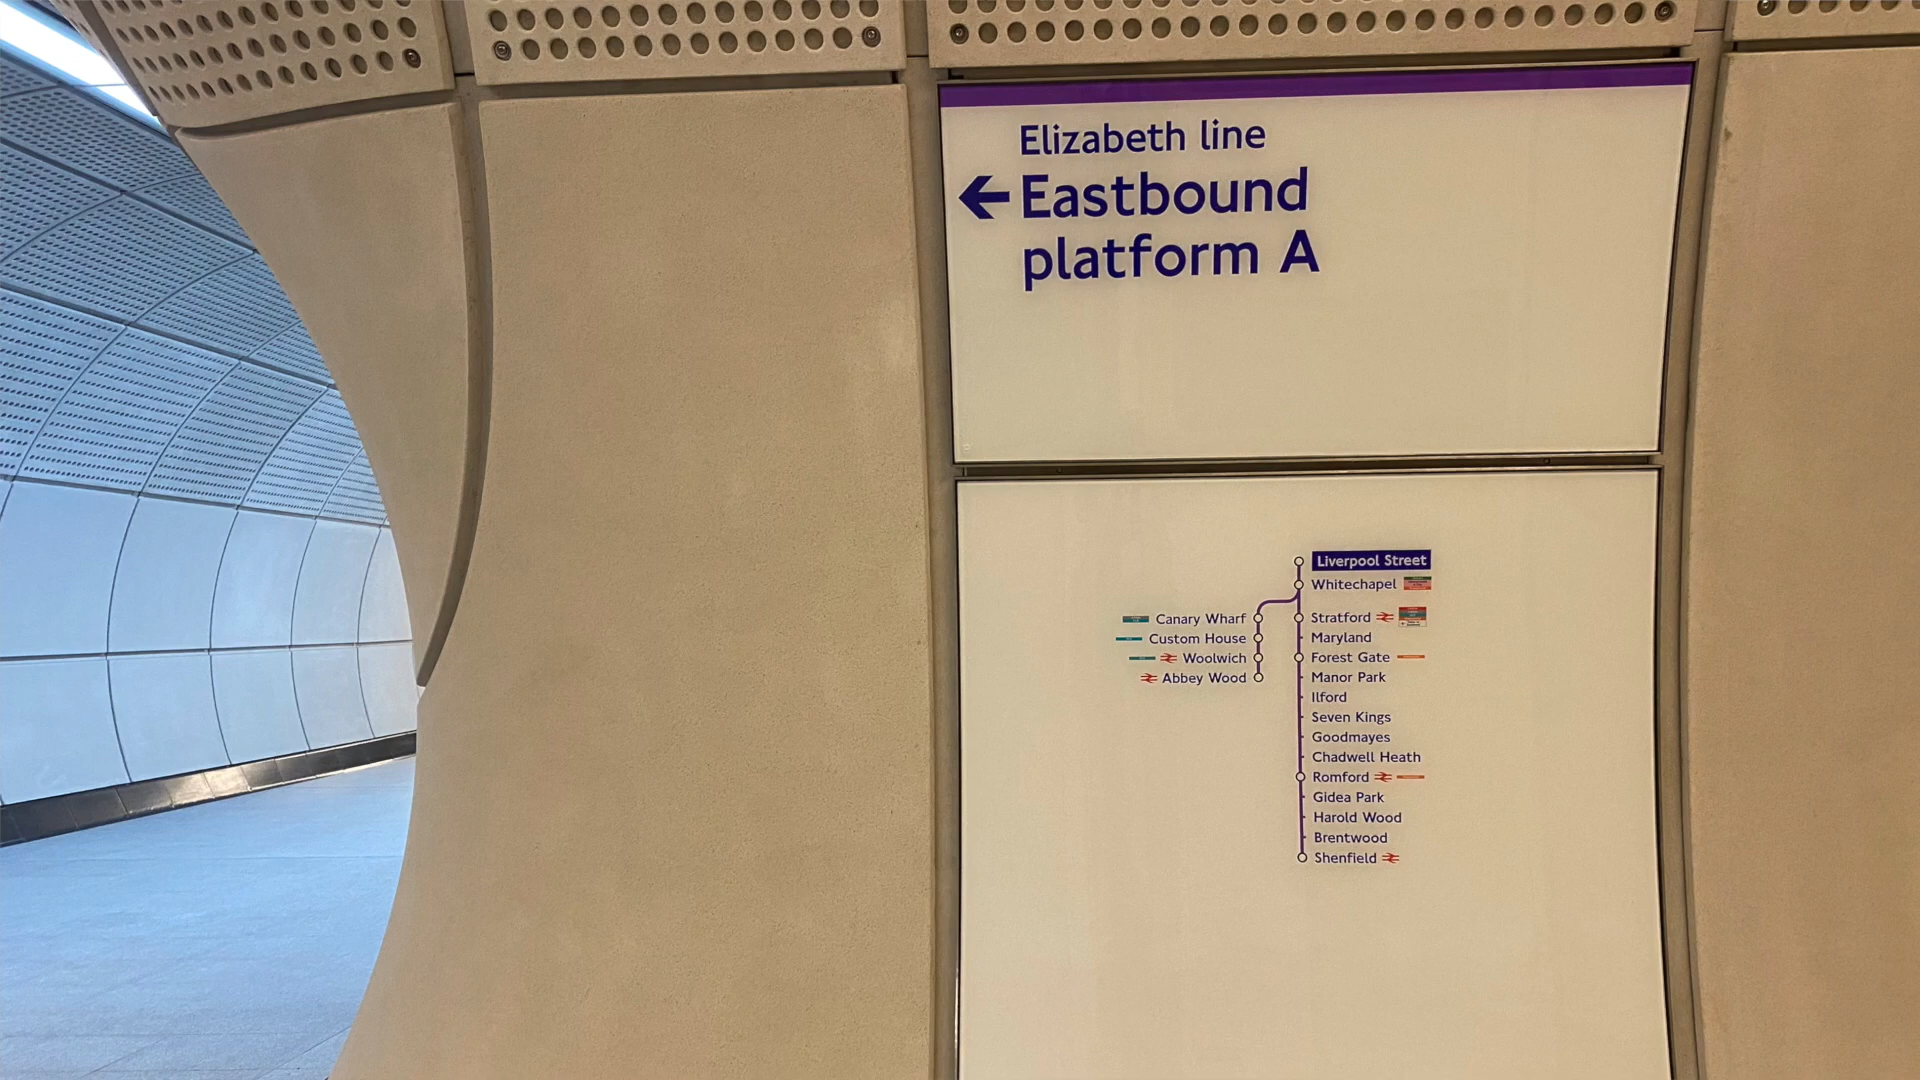 Elizabeth line
← Eastbound
platform A
Liverpool Street
Whitechapel
Canary Wharf
Custom House
Woolwich
Abbey Wood
Stratford
Maryland
Forest Gate
Manor Park
Ilford
Seven Kings
Goodmayes
Chadwell Heath
Romford
Gidea Park
Harold Wood
Brentwood
Shenfield